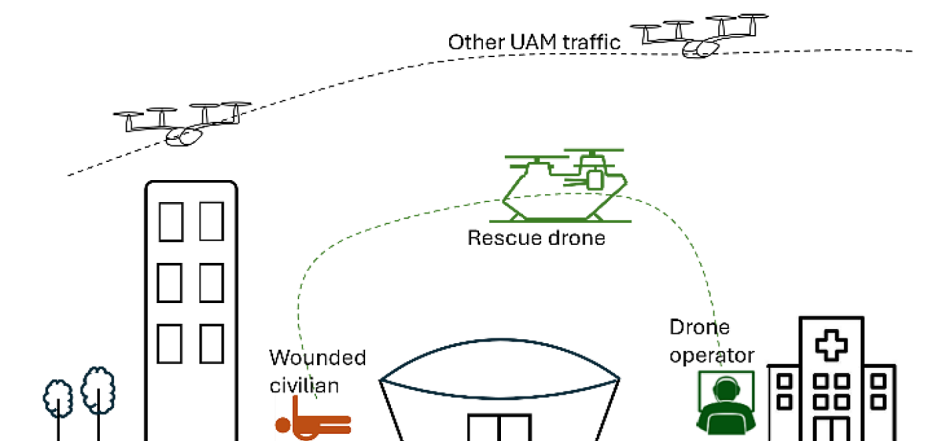 Other UAM traffic
Rescue drone
Drone
operator
Wounded
civilian